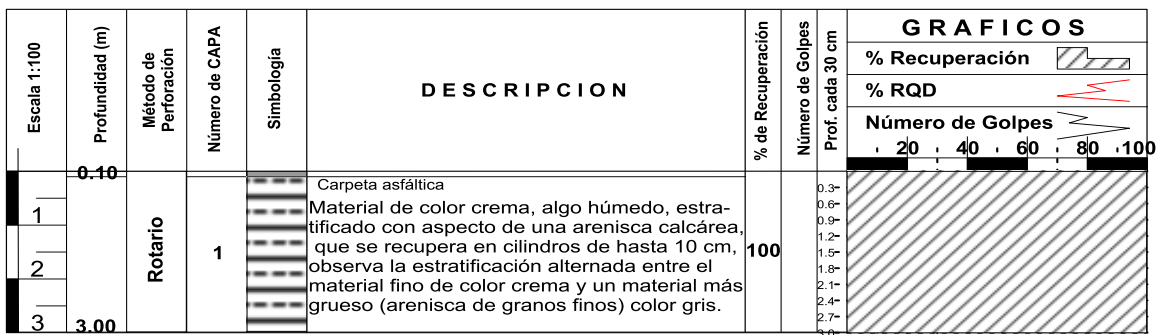 Escala 1:100
Profundidad (m)
Método de
Perforación
Número de CAPA
Simbología
D E S C R I P C I O N
% de Recuperación
Número de Golpes
Prof. cada 30 cm
G R A F I C O S
% Recuperación
% RQD
Número de Golpes
20 40 60 80 100
0.10
Carpeta asfáltica
Material de color crema, algo húmedo, estra-
tificado con aspecto de una arenisca calcárea,
que se recupera en cilindros de hasta 10 cm,
observa la estratificación alternada entre el
material fino de color crema y un material más
grueso (arenisca de granos finos) color gris.
1
2
3
3.00
Rotario
1
100
0.3-
0.6-
0.9-
1.2-
1.5-
1.8-
2.1-
2.4-
2.7-
3.0-